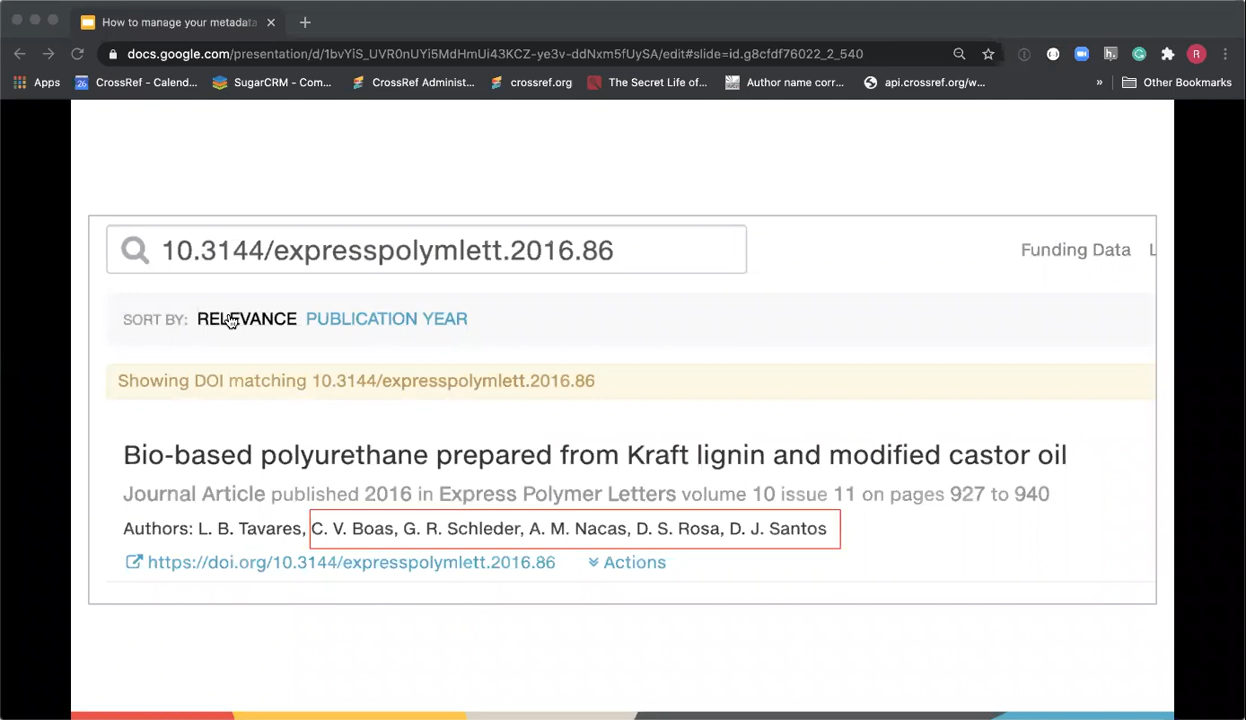 How to manage your metadata
docs.google.com/presentation/d/1bvYiS_UVR0nUYi5MdHmUi43KCZ-ye3v-ddNxm5fUySA/edit#slide=id.g8cfdf76022_2_540
R
Apps
26
CrossRef - Calend...
SugarCRM – Com...
CrossRef Administ...
crossref.org
The Secret Life of...
Author name corr...
api.crossref.org/w...
»
Other Bookmarks
10.3144/expresspolymlett.2016.86
Funding Data L
SORT BY: RELEVANCE PUBLICATION YEAR
Showing DOI matching 10.3144/expresspolymlett.2016.86
Bio-based polyurethane prepared from Kraft lignin and modified castor oil
Journal Article published 2016 in Express Polymer Letters volume 10 issue 11 on pages 927 to 940
Authors: L. B. Tavares, C. V. Boas, G. R. Schleder, A. M. Nacas, D. S. Rosa, D. J. Santos
https://doi.org/10.3144/expresspolymlett.2016.86 Actions